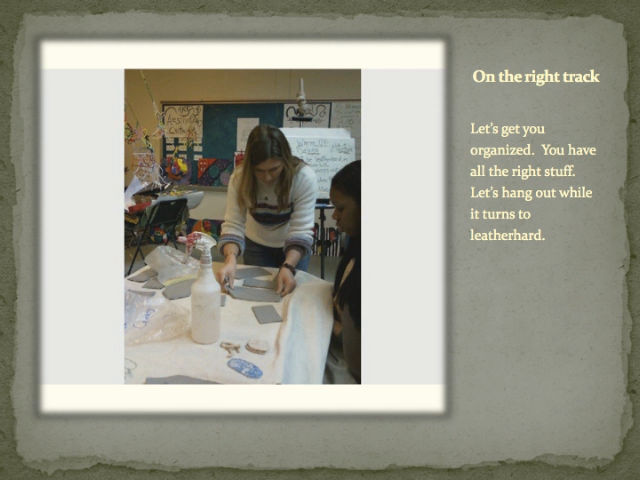 On the right track
Let's get you
organized.  You have
all the right stuff.
Let's hang out while
it turns to
leatherhard.